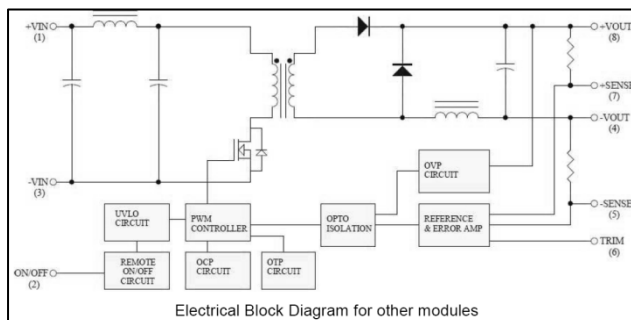 +VIN
(1)
+VOUT
(8)
+SENSE
(7)
-VOUT
(4)
-VIN
(3)
OVP
CIRCUIT
UVLO
CIRCUIT
PWM
CONTROLLER
OPTO
ISOLATION
REFERENCE
& ERROR AMP
-SENSE
(5)
TRIM
(6)
ON/OFF
(2)
REMOTE
ON/OFF
CIRCUIT
OCP
CIRCUIT
OTP
CIRCUIT
Electrical Block Diagram for other modules